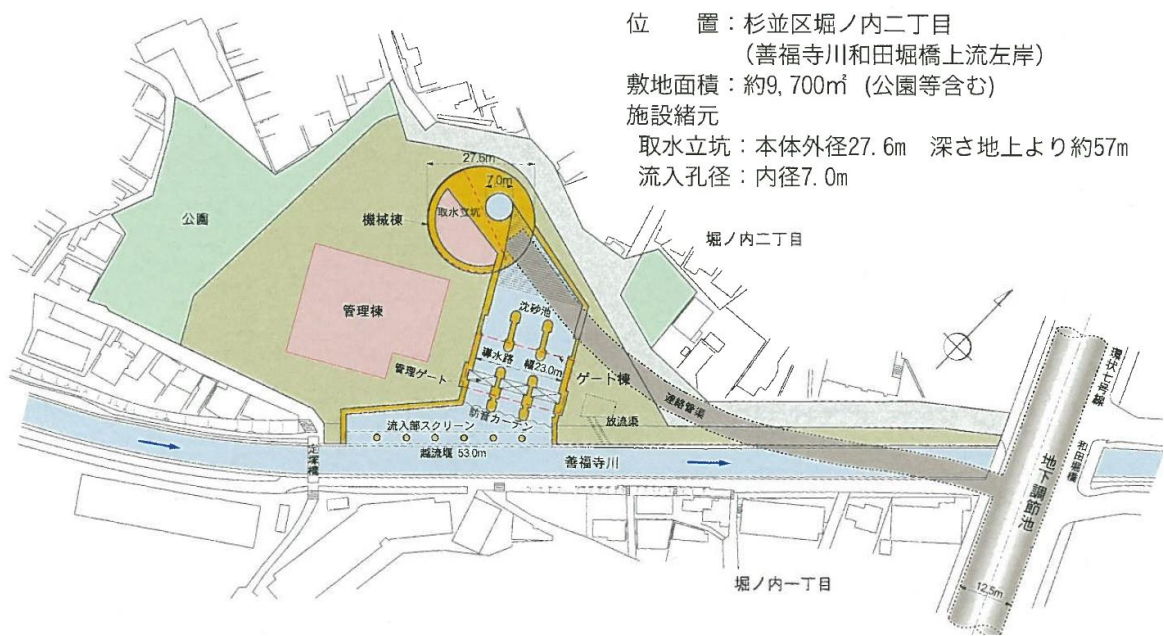 位　　置：杉並区堀ノ内二丁目
（善福寺川和田堀橋上流左岸）
敷地面積：約9,700㎡ (公園等含む)
施設緒元
取水立坑：本体外径27.6m　深さ地上より約57m
流入孔径：内径7.0m
27.6m
7.0m
取水立坑
機械棟
公園
堀ノ内二丁目
管理棟
沈砂池
導水路　幅23.0m
管理ゲート
ゲート棟
防音カーテン
連絡管渠
放流渠
流入部スクリーン
越流堰 53.0m
善福寺川
定塚橋
環状七号線
和田堀橋
地下調節池
12.5m
堀ノ内一丁目